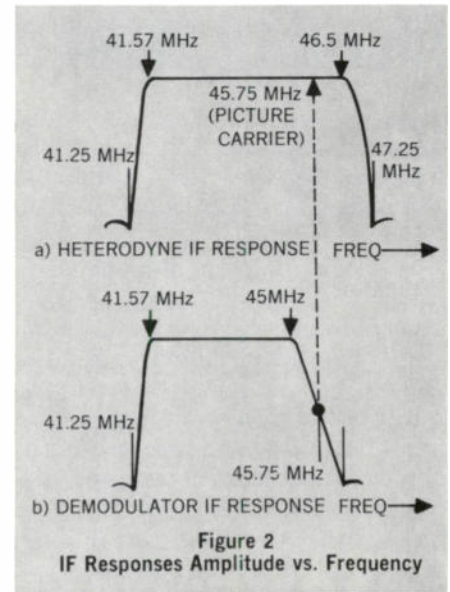 41.57 MHz 46.5 MHz
45.75 MHz
(PICTURE
CARRIER)
41.25 MHz
47.25
MHz
a) HETERODYNE IF RESPONSE FREQ
41.57 MHz 45MHz
41.25 MHz
45.75 MHz
b) DEMODULATOR IF RESPONSE FREQ
Figure 2
IF Responses Amplitude vs. Frequency